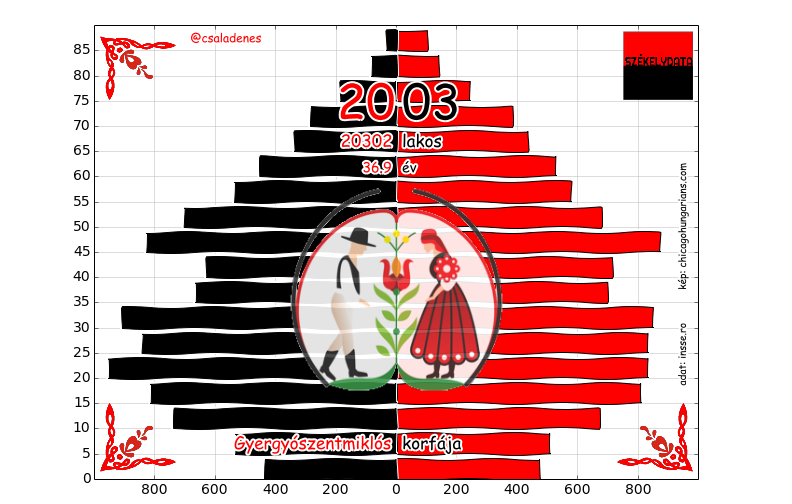 @csaladenes
SZÉKELYDATA
2003
20302 lakos
36.9 év
kép: chicagohungarians.com
adat: insse.ro
Gyergyószentmiklós korfája
85
80
75
70
65
60
55
50
45
40
35
30
25
20
15
10
5
0
800 600 400 200 0 200 400 600 800